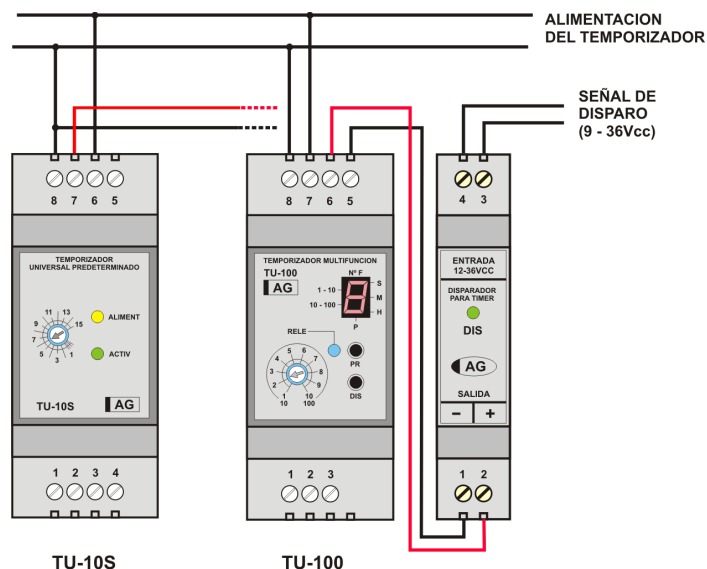 ALIMENTACION
DEL TEMPORIZADOR
SEÑAL DE
DISPARO
(9 - 36Vcc)
8 7 6 5
TEMPORIZADOR
UNIVERSAL PREDETERMINADO
11 13
9 15
7
5 3 1
ALIMENT
ACTIV
TU-10S
AG
1 2 3 4
TU-10S
8 7 6 5
TEMPORIZADOR MULTIFUNCION
TU-100
AG
Nº F
1 - 10
10 - 100
S
M
H
P
RELE
5 6
4 7
3 8
2 9
1 10
10 100
PR
DIS
1 2 3
TU-100
4 3
ENTRADA
12-36VCC
DISPARADOR
PARA TIMER
DIS
AG
SALIDA
- +
1 2